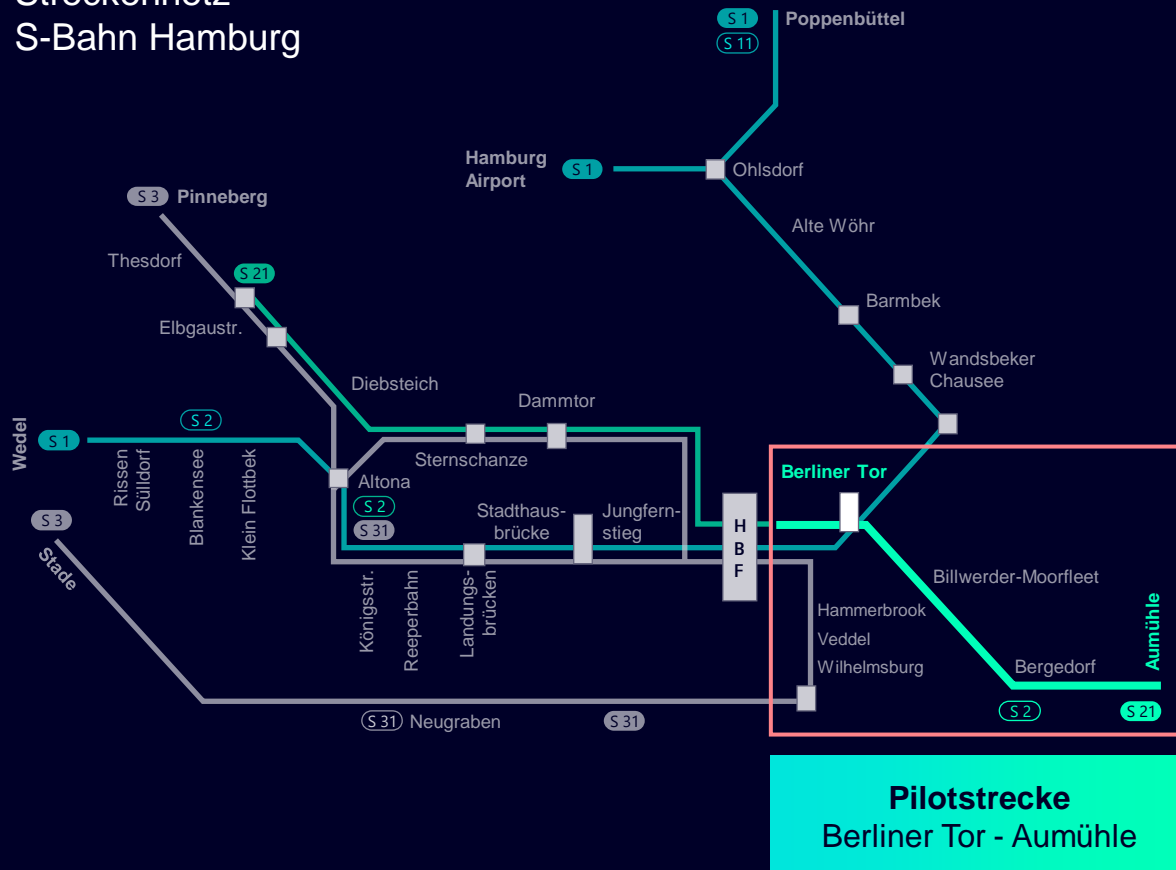 Streckennetz
S-Bahn Hamburg
S 1
Poppenbüttel
S 11
Hamburg
Airport
S 1
Ohlsdorf
S 3
Pinneberg
Alte Wöhr
Thesdorf
S 21
Barmbek
Elbgaustr.
Wandsbeker
Chausee
Diebsteich
Dammtor
Wedel
S 1
S 2
Rissen
Sülldorf
Blankensee
Klein Flottbek
Sternschanze
Altona
S 2
S 31
Stadthaus-
brücke
Jungfern-
stieg
Berliner Tor
H
B
F
S 3
Stade
Königsstr.
Reeperbahn
Landungs-
brücken
Billwerder-Moorfleet
Hammerbrook
Veddel
Wilhelmsburg
Aumühle
Bergedorf
S 2
S 21
S 31
Neugraben
S 31
Pilotstrecke
Berliner Tor - Aumühle